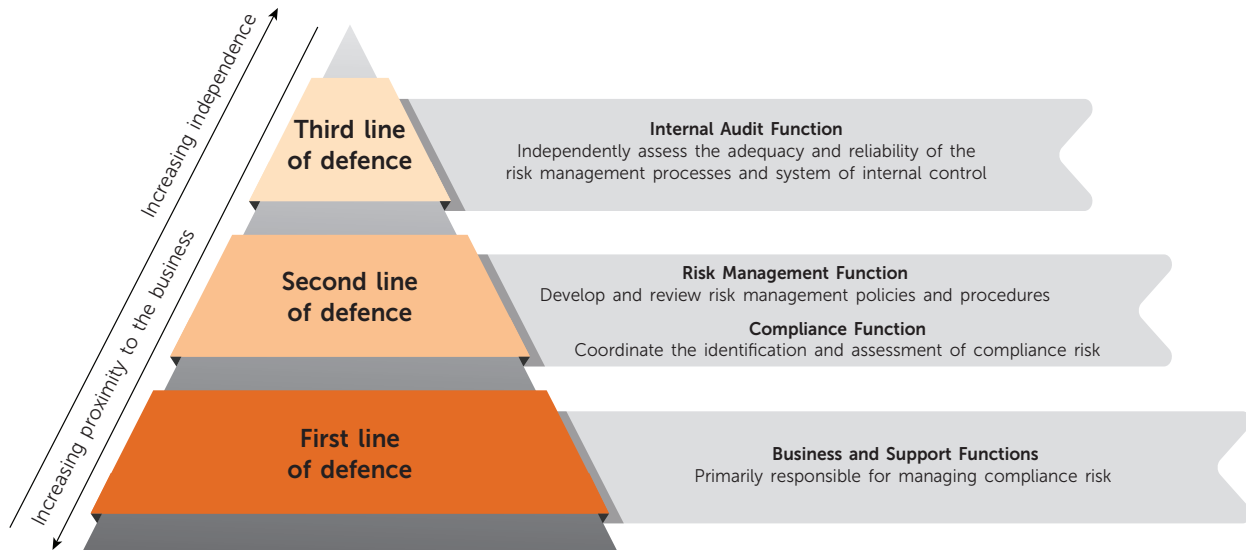 Increasing independence
Increasing proximity to the business
Third line
of defence
Internal Audit Function
Independently assess the adequacy and reliability of the
risk management processes and system of internal control
Second line
of defence
Risk Management Function
Develop and review risk management policies and procedures
Compliance Function
Coordinate the identification and assessment of compliance risk
First line
of defence
Business and Support Functions
Primarily responsible for managing compliance risk